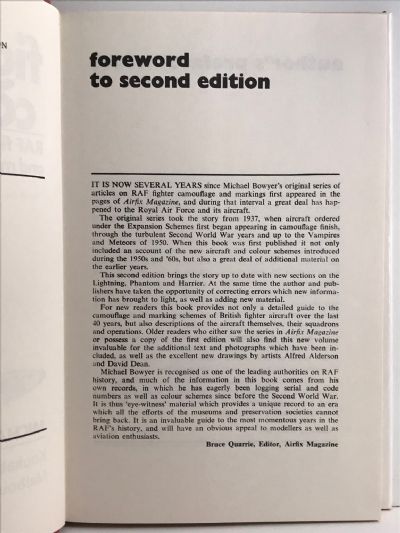 foreword
to second edition
IT IS NOW SEVERAL YEARS since Michael Bowyer's original series of
articles on RAF fighter camouflage and markings first appeared in the
pages of Airfix Magazine, and during that interval a great deal has hap-
pened to the Royal Air Force and its aircraft.
The original series took the story from 1937, when aircraft ordered
under the Expansion Schemes first began appearing in camouflage finish,
through the turbulent Second World War years and up to the Vampires
and Meteors of 1950. When this book was first published it not only
included an account of the new aircraft and colour schemes introduced
during the 1950s and '60s, but also a great deal of additional material on
the earlier years.
This second edition brings the story up to date with new sections on the
Lightning, Phantom and Harrier. At the same time the author and pub-
lishers have taken the opportunity of correcting errors which new informa-
tion has brought to light, as well as adding new material.
For new readers this book provides not only a detailed guide to the
camouflage and marking schemes of British fighter aircraft over the last
40 years, but also descriptions of the aircraft themselves, their squadrons
and operations. Older readers who either saw the series in Airfix Magazine
or possess a copy of the first edition will also find this new volume
invaluable for the additional text and photographs which have been in-
cluded, as well as the excellent new drawings by artists Alfred Alderson
and David Dean.
Michael Bowyer is recognised as one of the leading authorities on RAF
history, and much of the information in this book comes from his
own records, in which he has eagerly been logging serial and code
numbers as well as colour schemes since before the Second World War.
It is thus 'eye-witness' material which provides a unique record to an era
which all the efforts of the museums and preservation societies cannot
bring back. It is an invaluable guide to the most momentous years in the
RAF's history, and will have an obvious appeal to modellers as well as
aviation enthusiasts.
Bruce Quarrie, Editor, Airfix Magazine